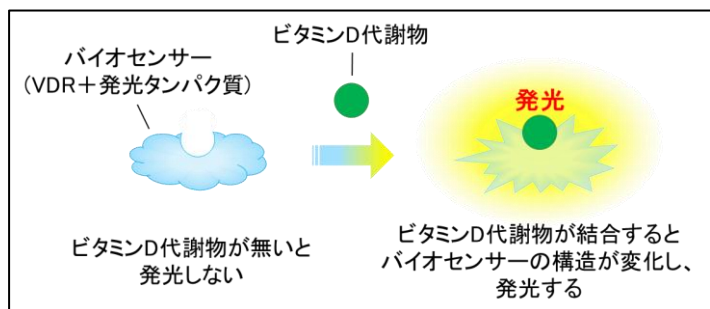 ビタミンD代謝物
バイオセンサー
(VDR+発光タンパク質)
発光
ビタミンD代謝物が無いと
発光しない
ビタミンD代謝物が結合すると
バイオセンサーの構造が変化し、
発光する